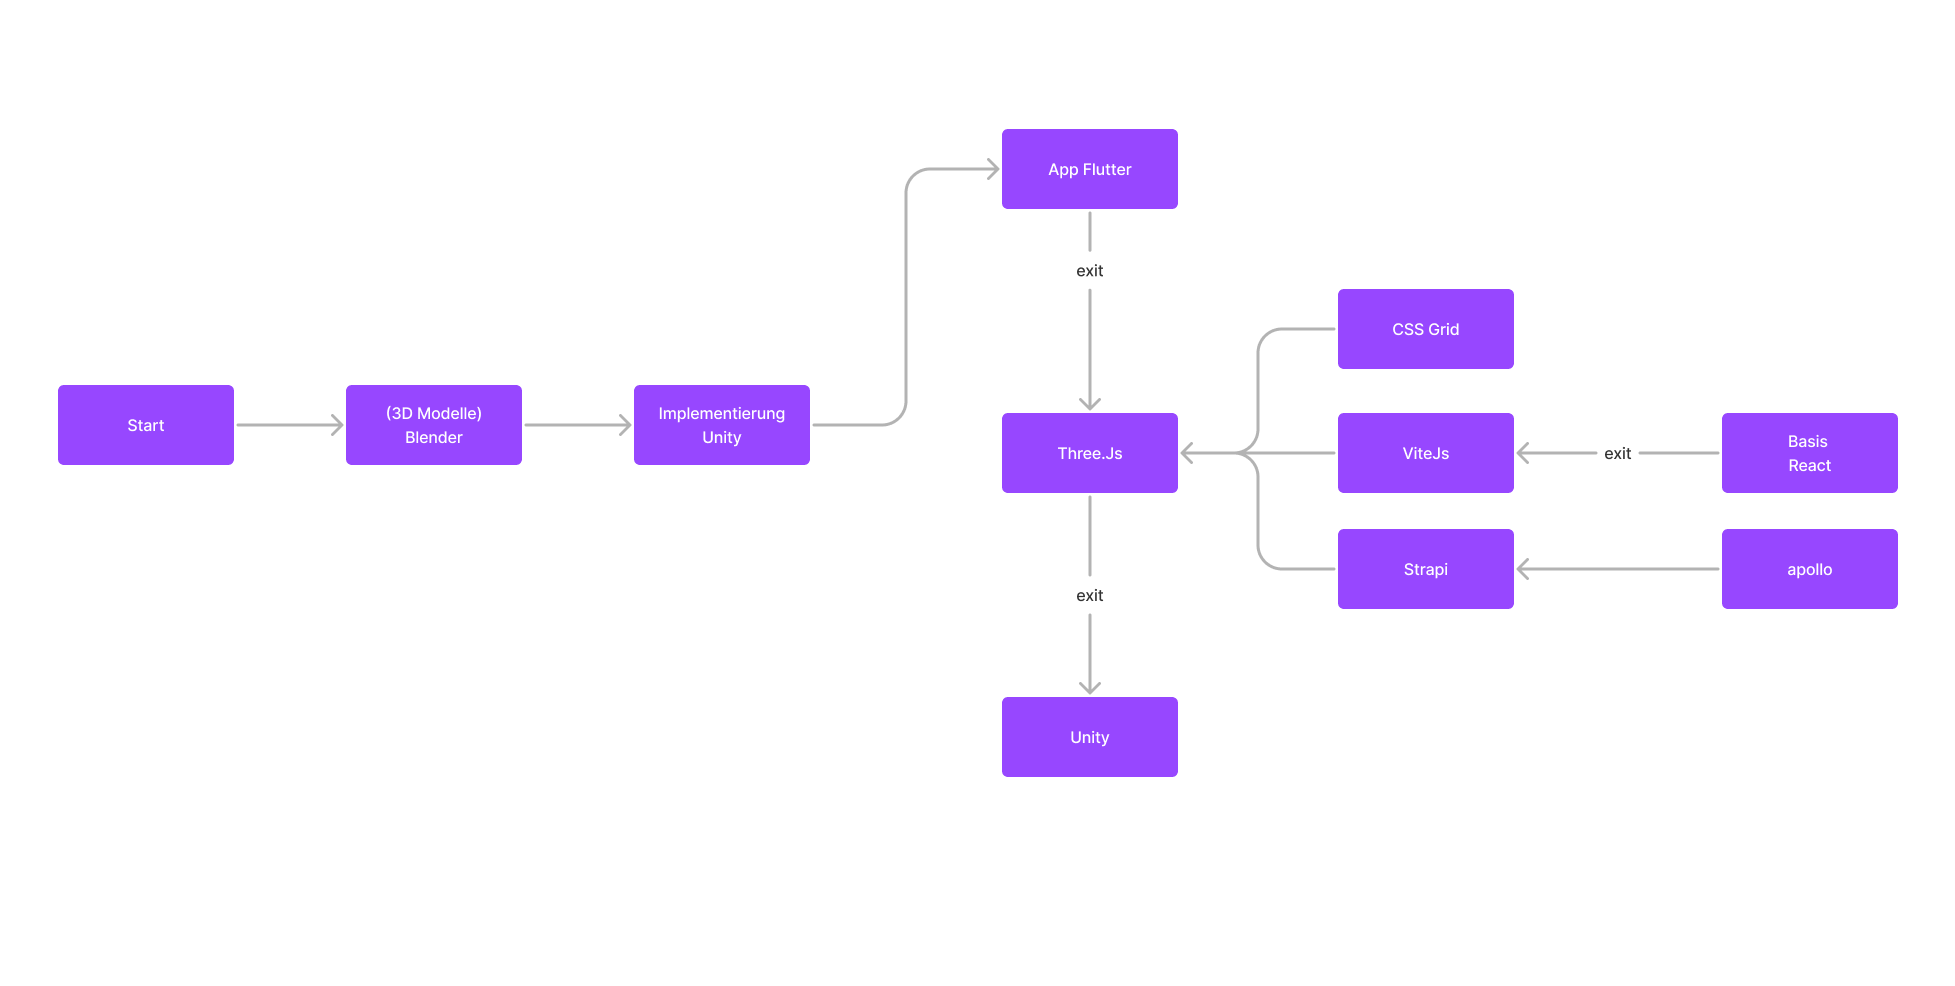 Start
(3D Modelle)
Blender
Implementierung
Unity
App Flutter
exit
Three.Js
exit
Unity
CSS Grid
ViteJs
exit
Basis
React
Strapi
apollo